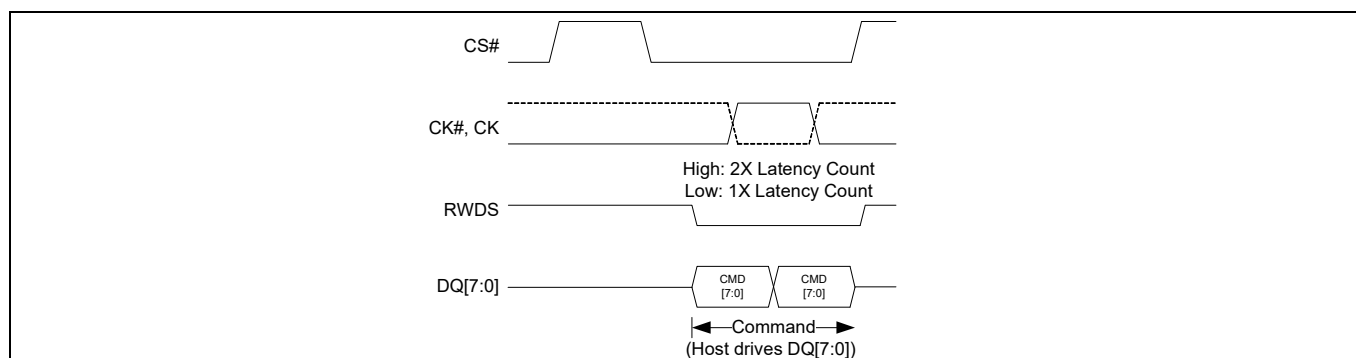 CS#
CK#, CK
High: 2X Latency Count
Low: 1X Latency Count
RWDS
DQ[7:0]
CMD
[7:0]
CMD
[7:0]
Command
(Host drives DQ[7:0])